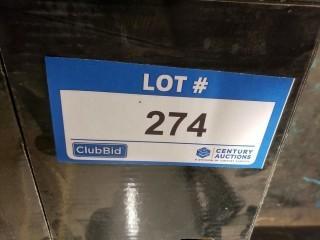 LOT #
274
ClubBid
CENTURY
AUCTIONS